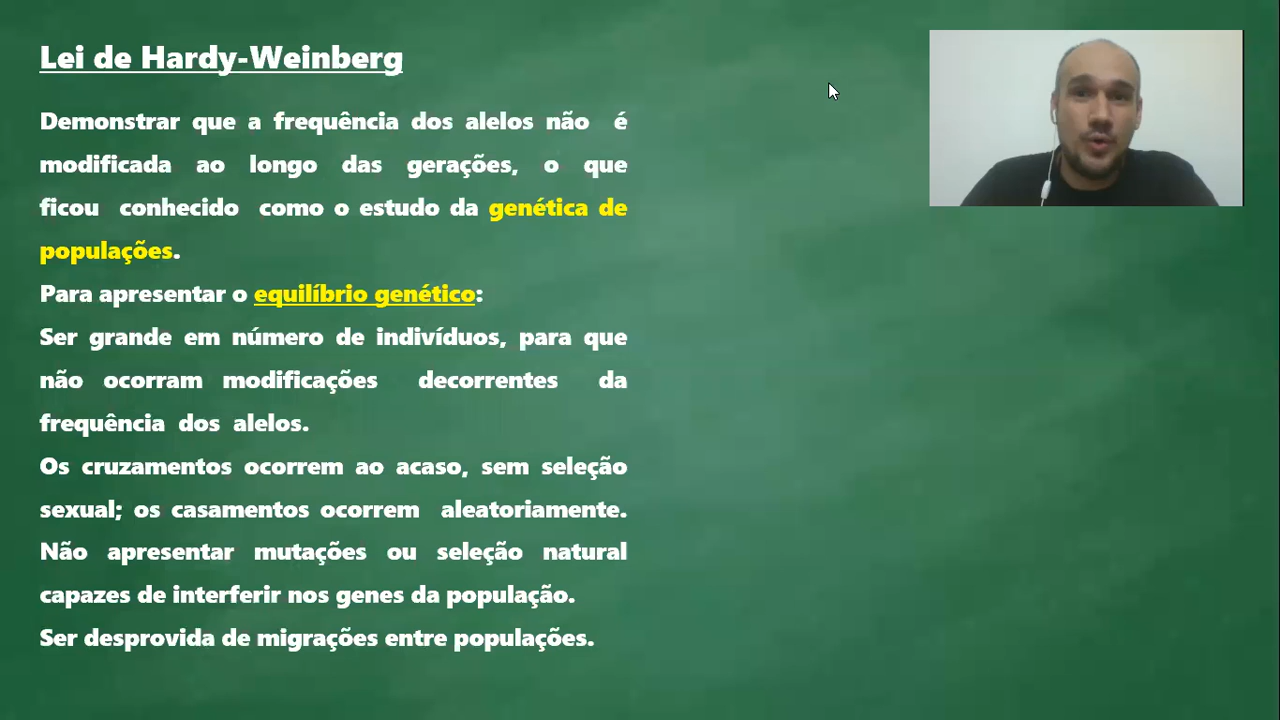 Lei de Hardy-Weinberg
Demonstrar que a frequência dos alelos não é
modificada ao longo das gerações, o que
ficou conhecido como o estudo da genética de
populações.
Para apresentar o equilíbrio genético:
Ser grande em número de indivíduos, para que
não ocorram modificações decorrentes da
frequência dos alelos.
Os cruzamentos ocorrem ao acaso, sem seleção
sexual; os casamentos ocorrem aleatoriamente.
Não apresentar mutações ou seleção natural
capazes de interferir nos genes da população.
Ser desprovida de migrações entre populações.